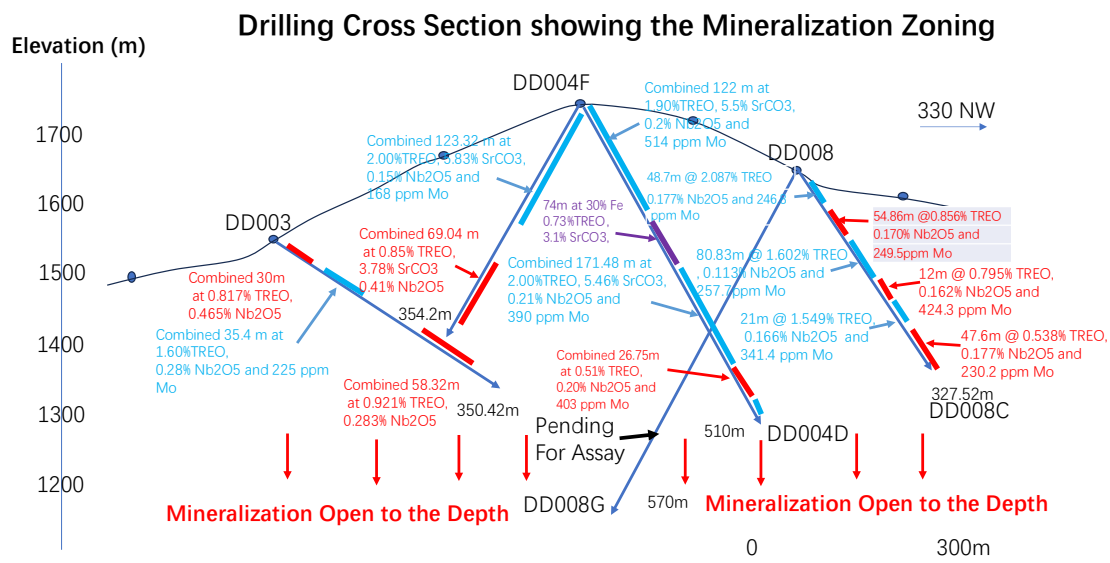 Drilling Cross Section showing the Mineralization Zoning
Elevation (m)
1700
1600
1500
1400
1300
1200
DD004F
330 NW
DD008
DD003
Combined 122 m at
1.90%TREO, 5.5% SrCO3,
0.2% Nb2O5 and
514 ppm Mo
Combined 123.32 m at
2.00%TREO, 5.83% SrCO3,
0.15% Nb2O5 and
168 ppm Mo
48.7m @ 2.087% TREO
0.177% Nb2O5 and
ppm Mo
74m at 30% Fe
0.73%TREO,
3.1% SrCO3,
54.86m @0.856% TREO
0.170% Nb2O5 and
249.5ppm Mo
Combined 69.04 m
at 0.85% TREO,
3.78% SrCO3
0.41% Nb2O5
354.2m
Combined 30m
at 0.817% TREO,
0.465% Nb2O5
Combined 171.48 m at
2.00%TREO, 5.46% SrCO3,
0.21% Nb2O5 and
390 ppm Mo
80.83m @ 1.602% TREO
, 0.113% Nb2O5 and
257.7ppm Mo
12m @ 0.795% TREO,
0.162% Nb2O5 and
424.3 ppm Mo
Combined 35.4 m at
1.60%TREO,
0.28% Nb2O5 and 225 ppm
Mo
21m @ 1.549% TREO,
0.166% Nb2O5 and
341.4 ppm Mo
47.6m @ 0.538% TREO,
0.177% Nb2O5 and
230.2 ppm Mo
Combined 26.75m
at 0.51% TREO,
0.20% Nb2O5 and
403 ppm Mo
Combined 58.32m
at 0.921% TREO,
0.283% Nb2O5
350.42m
327.52m
DD008C
Pending
For Assay
510m
DD004D
DD008G
570m
Mineralization Open to the Depth
Mineralization Open to the Depth
0
300m